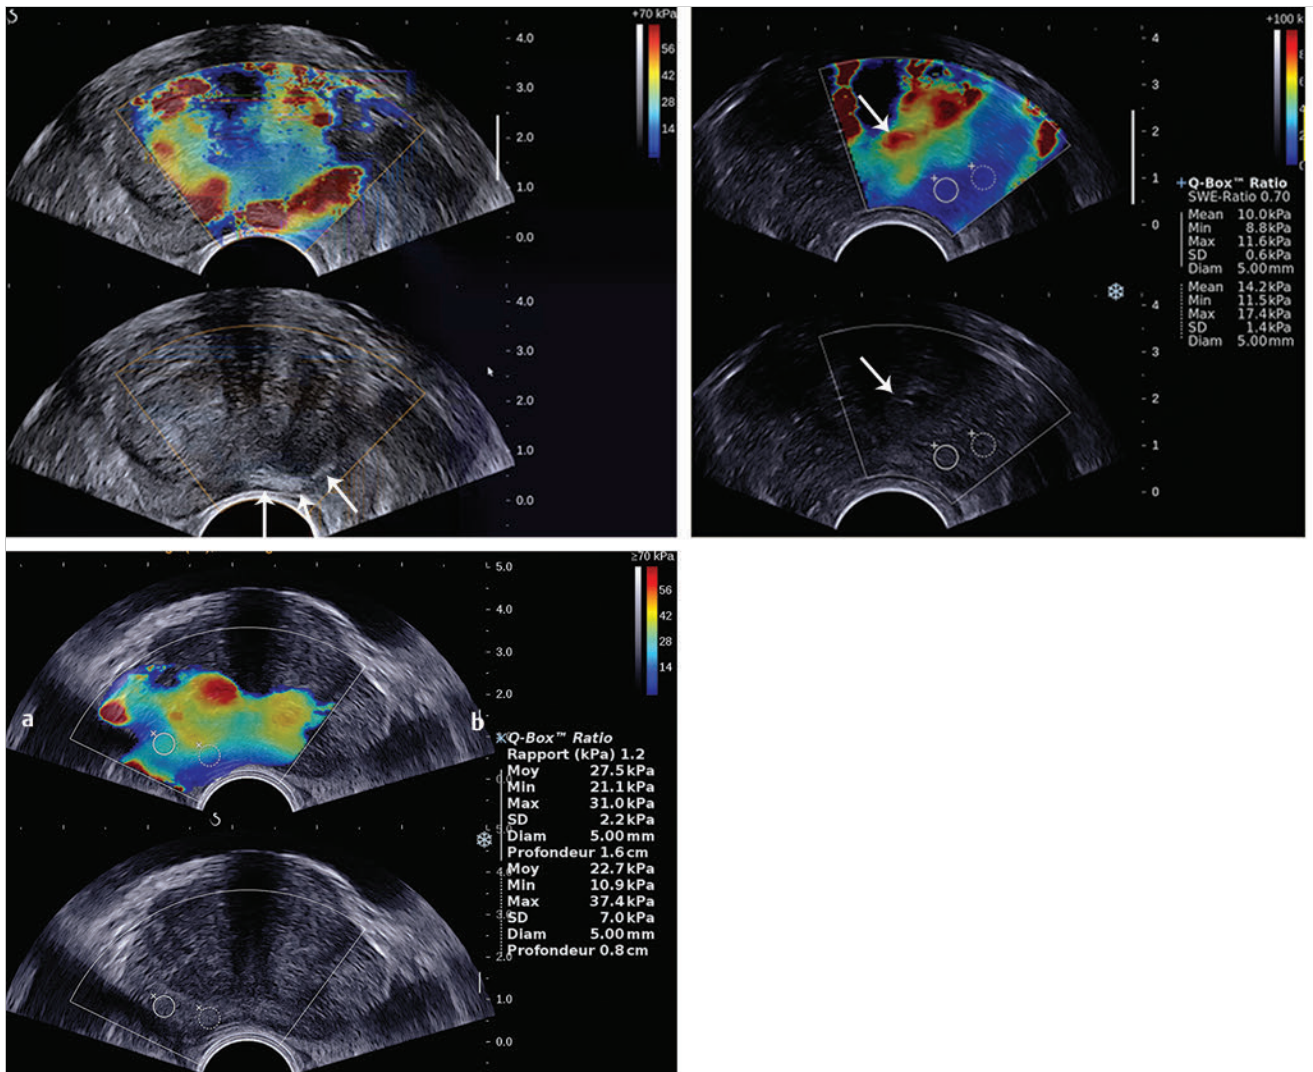 +70 kPa
56
42
28
14
4.0
3.0
2.0
1.0
0.0
4.0
3.0
2.0
1.0
0.0
+100 k
4
3
2
1
0
4
3
2
1
0
+Q-Box™ Ratio
SWE-Ratio 0.70
Mean 10.0kPa
Min 8.8kPa
Max 11.6kPa
SD 0.6kPa
Diam 5.00mm
Mean 14.2kPa
Min 11.5kPa
Max 17.4kPa
SD 1.4kPa
Diam 5.00mm
≥70 kPa
56
42
28
14
5.0
4.0
3.0
2.0
a
b
Q-Box™ Ratio
Rapport (kPa) 1.2
Moy 27.5kPa
Min 21.1kPa
Max 31.0kPa
SD 2.2kPa
Diam 5.00mm
Profondeur 1.6cm
Moy 22.7kPa
Min 10.9kPa
Max 37.4kPa
SD 7.0kPa
Diam 5.00mm
Profondeur 0.8cm
2.0
1.0
0.0